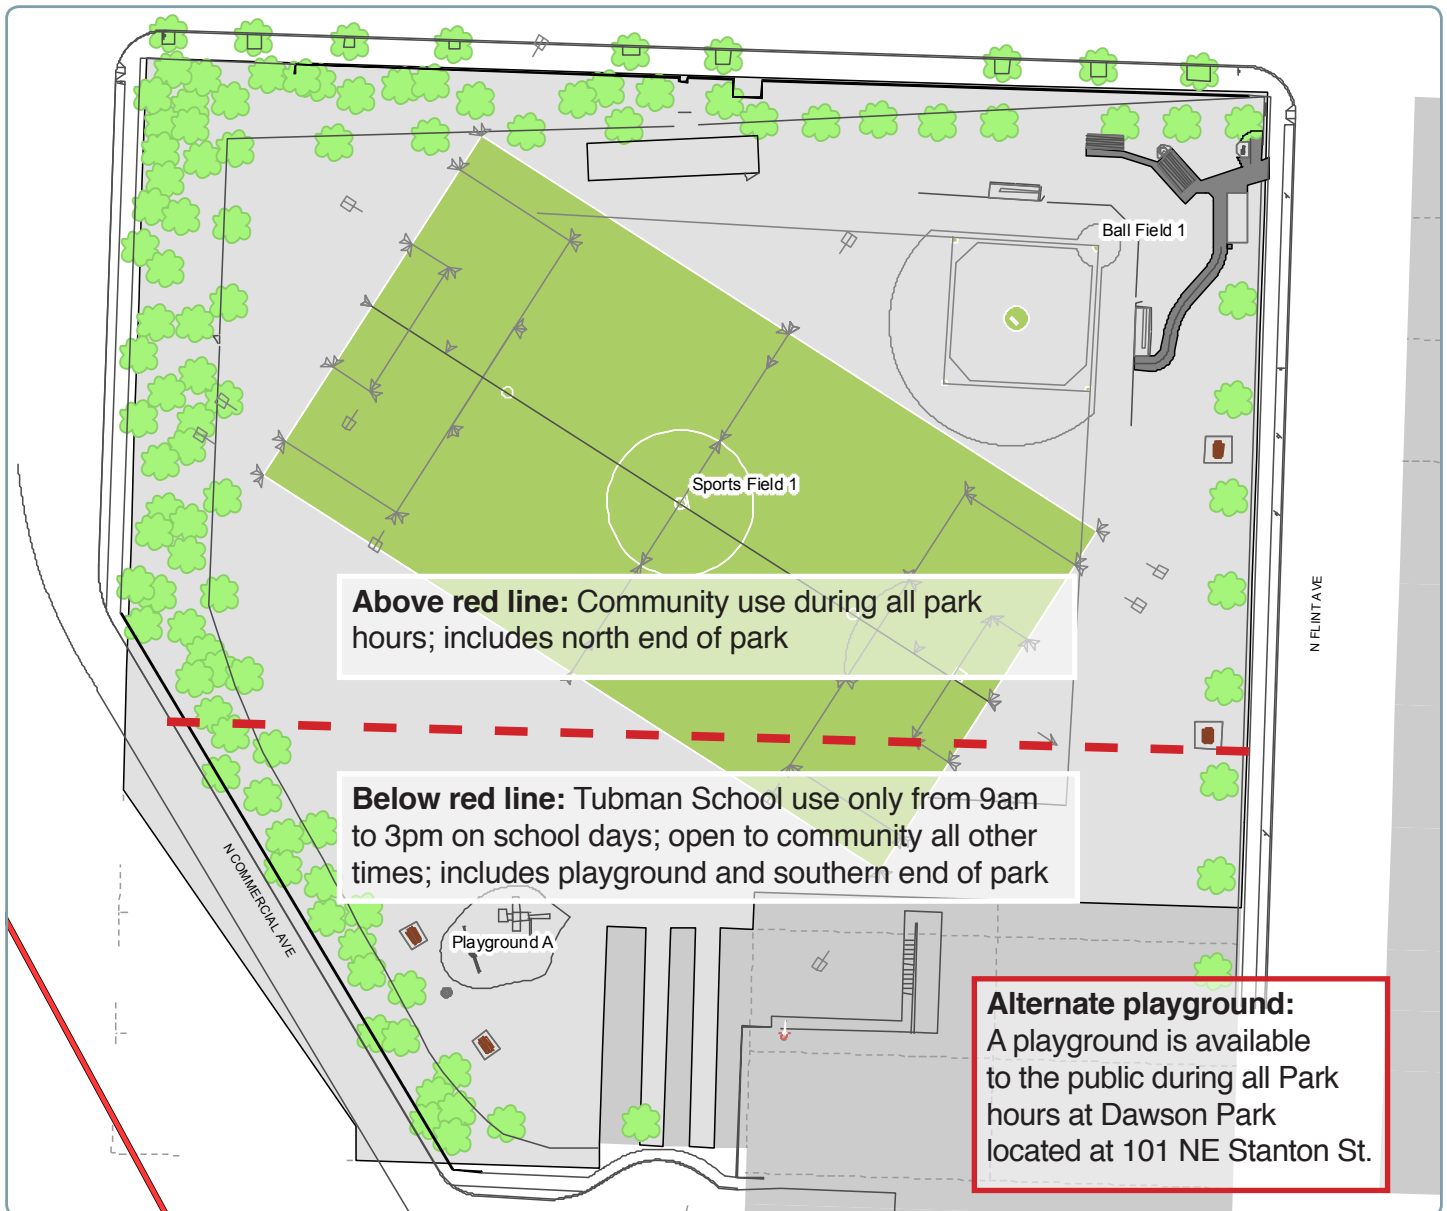 Ball Field 1
Sports Field 1
Above red line: Community use during all park
hours; includes north end of park
N FLINT AVE
Below red line: Tubman School use only from 9am
to 3pm on school days; open to community all other
times; includes playground and southern end of park
N COMMERCIAL AVE
Playground A
Alternate playground:
A playground is available
to the public during all Park
hours at Dawson Park
located at 101 NE Stanton St.